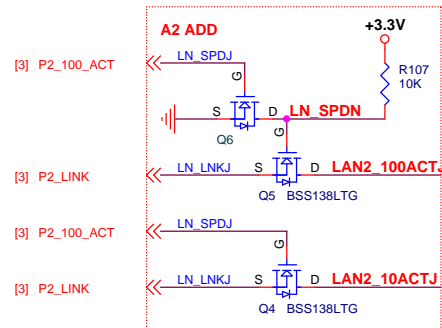 A2 ADD
+3.3V
[3] P2_100_ACT
LN_SPDJ
G
R107
10K
S
D
LN_SPDN
Q6
G
[3] P2_LINK
LN_LNKJ
S
D
LAN2_100ACTJ
Q5 BSS138LTG
[3] P2_100_ACT
LN_SPDJ
G
[3] P2_LINK
LN_LNKJ
S
D
LAN2_10ACTJ
Q4 BSS138LTG